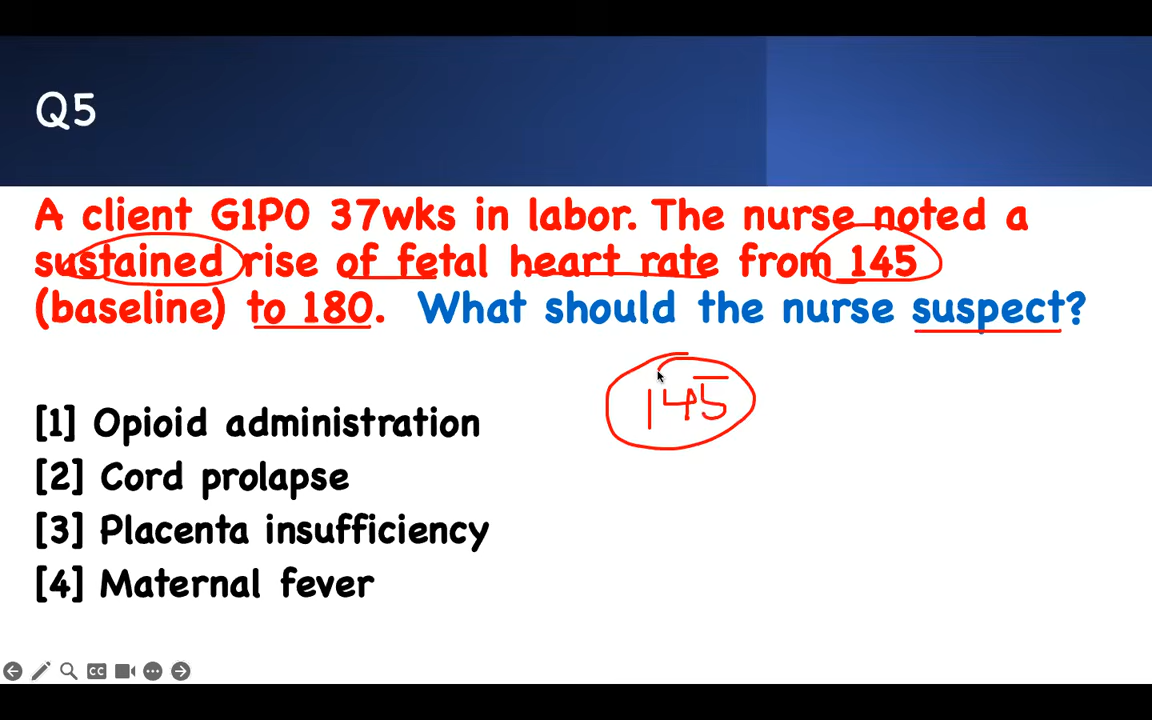 Q5
A client G1P0 37wks in labor. The nurse noted a
sustained rise of fetal heart rate from 145
(baseline) to 180. What should the nurse suspect?
145
[1] Opioid administration
[2] Cord prolapse
[3] Placenta insufficiency
[4] Maternal fever
CC